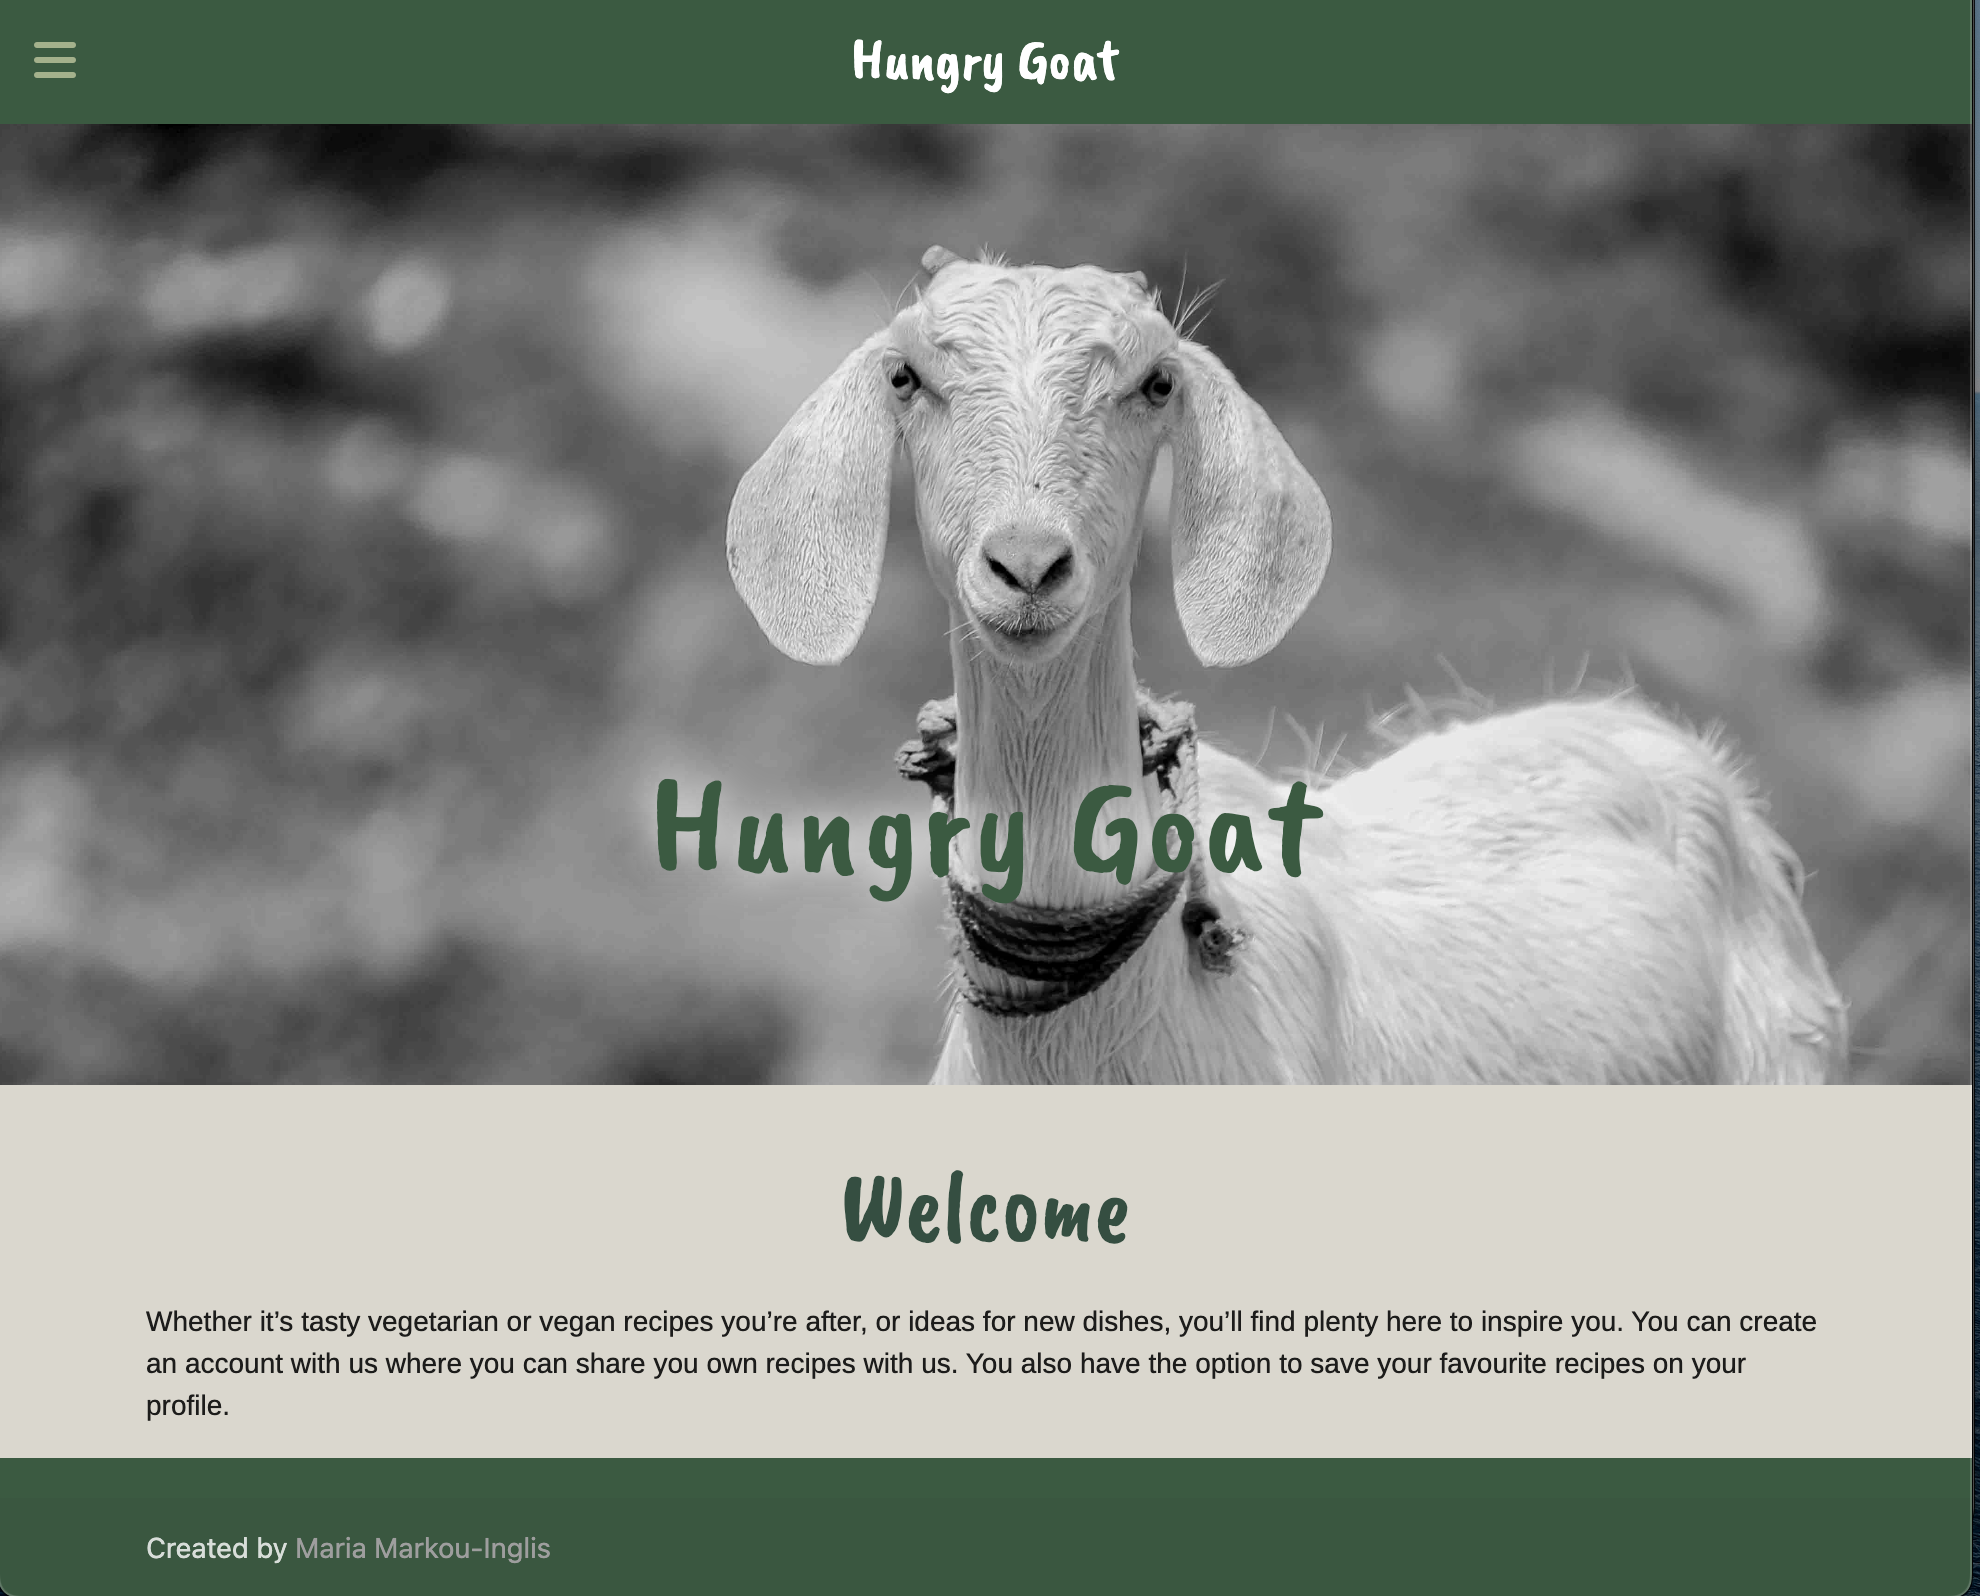 Hungry Goat
Hungry Goat
Welcome
Whether it’s tasty vegetarian or vegan recipes you’re after, or ideas for new dishes, you’ll find plenty here to inspire you. You can create
an account with us where you can share you own recipes with us. You also have the option to save your favourite recipes on your
profile.
Created by Maria Markou-Inglis